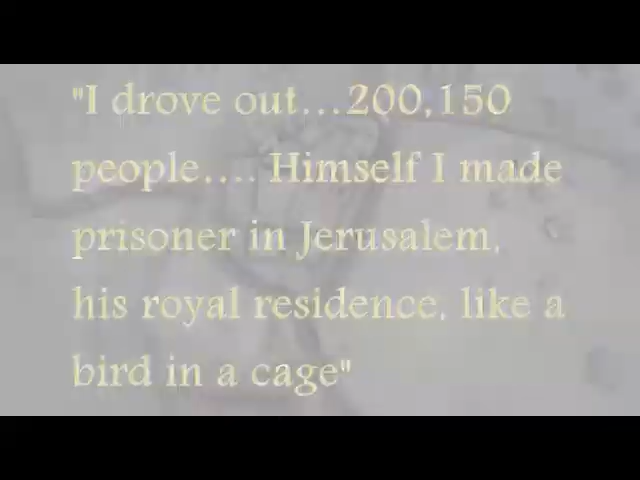 "I drove out...200,150
people.... Himself I made
prisoner in Jerusalem,
his royal residence, like a
bird in a cage"